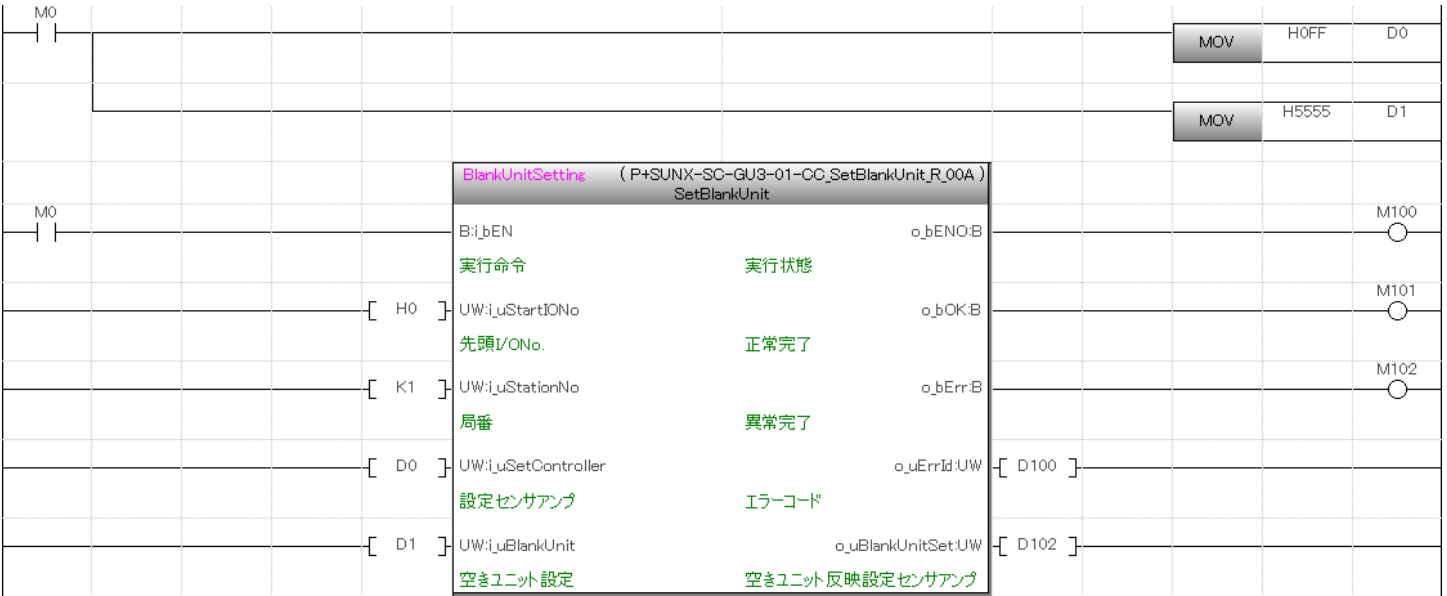 M0
MOV H0FF D0
MOV H5555 D1
BlankUnitSetting (P+SUNX-SC-GU3-01-CC_SetBlankUnit_R_00A)
SetBlankUnit
M0 M100
B:i_bEN o_bENO:B
実行命令 実行状態
M101
H0 UW:i_uStartIONo o_bOK:B
先頭I/ONo. 正常完了
M102
K1 UW:i_uStationNo o_bErr:B
局番 異常完了
D0 UW:i_uSetController o_uErrId:UW D100
設定センサアンプ エラーコード
D1 UW:i_uBlankUnit o_uBlankUnitSet:UW D102
空きユニット設定 空きユニット反映設定センサアンプ